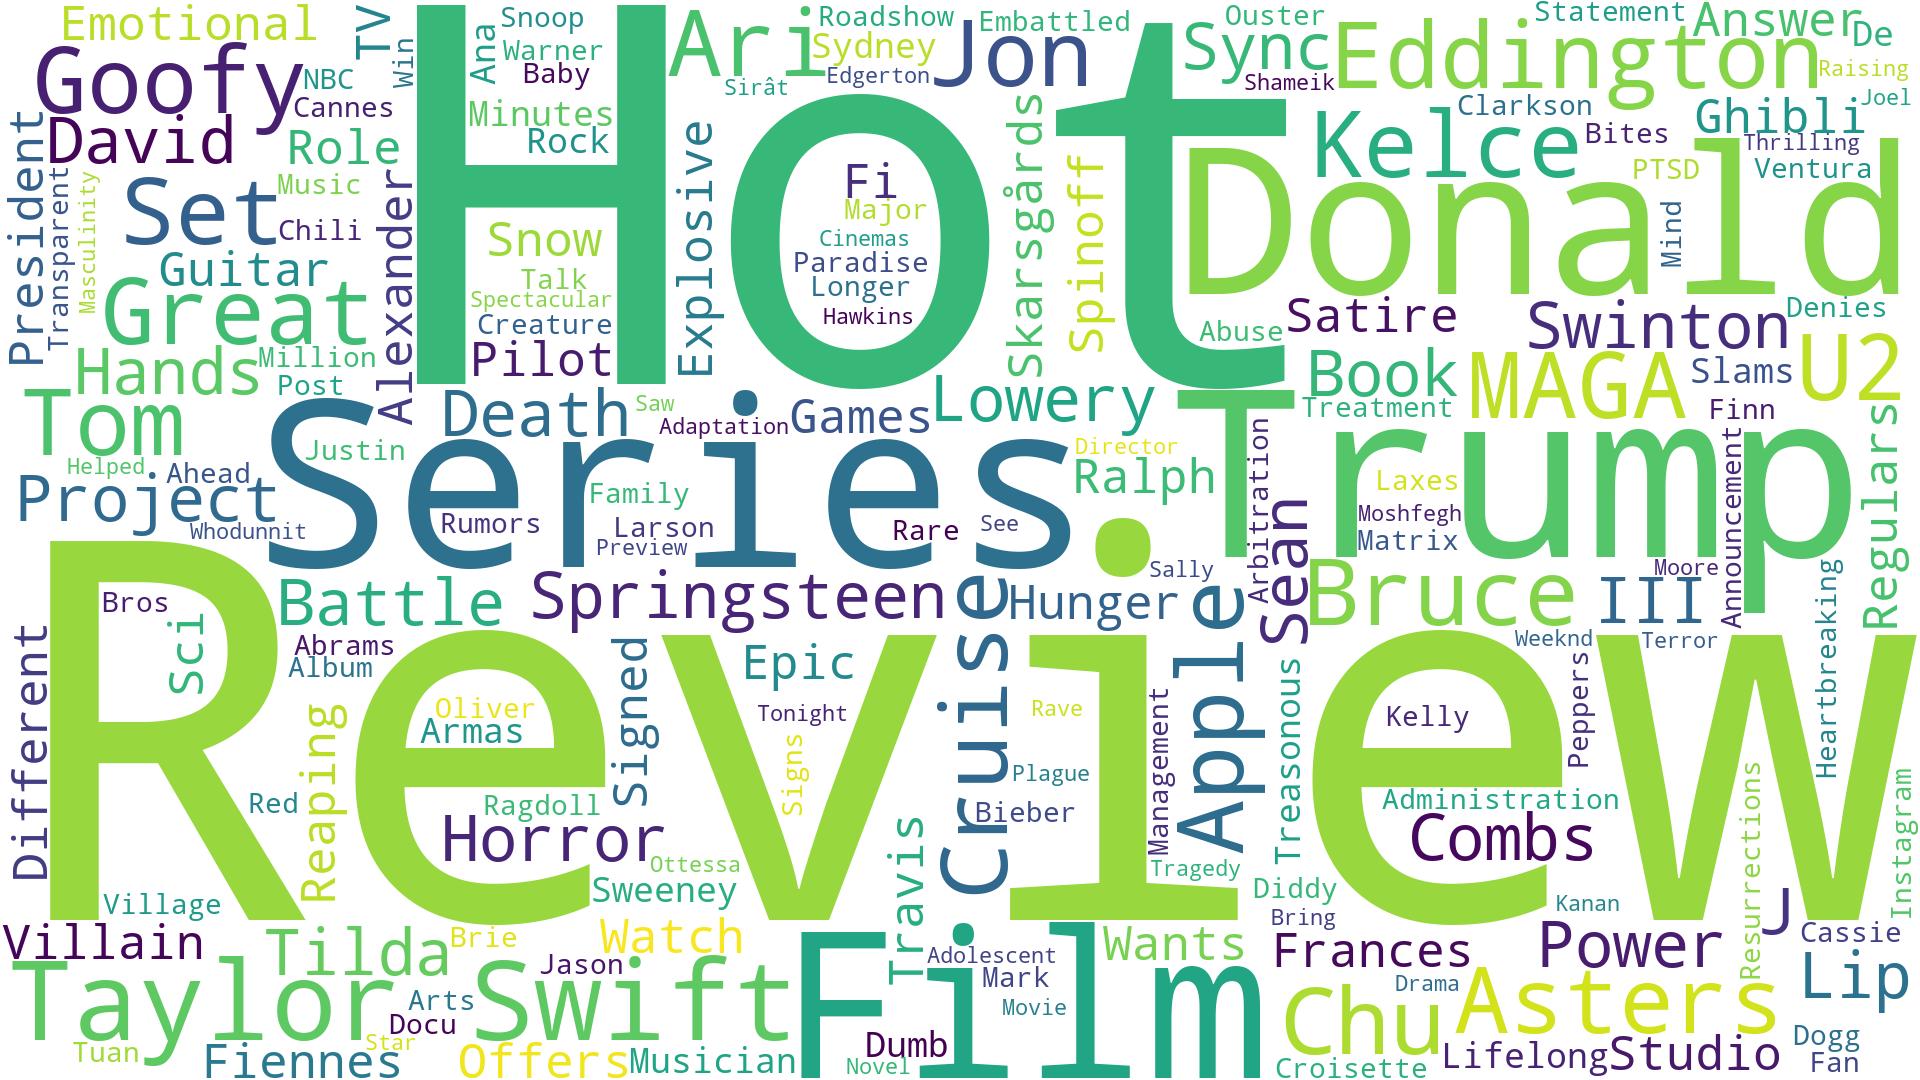 Emotional
TV
Win
Ana
Snoop
Warner
Baby
Minutes
Rock
Hot
Ari
Roadshow
Sydney
Edgerton
Sirât
Embattled
Jon
Sync
Ouster
Shameik
Eddington
Statement
Answer
De
Raising
Joel
Goofy
NBC
Cannes
David
Role
Music
Set
Chili
President
Transparent
Masculinity
Guitar
Great
Alexander
Hands
Million
Post
Tom
Snow
Talk
Spectacular
Creature
Pilot
Explosive
Fi
Major
Cinemas
Paradise
Longer
Hawkins
Skarsgårds
Spinoff
Kelce
Clarkson
Bites
Ghibli
Thrilling
Ventura
PTSD
Donald
Mind
Abuse
Satire
Swinton
Denies
Book
MAGA
Slams
U2
Treatment
Finn
Death
Saw
Adaptation
Games
Lowery
Director
Ralph
Trump
Arbitration
Laxes
Moshfegh
Matrix
Announcement
Regulars
Justin
Helped
Ahead
Project
Whodunnit
Series
Rumors
Family
Larson
Preview
Rare
See
.
Sean
Sally
Bruce
III
Moore
Review
Bros
Sci
Battle
Springsteen
Hunger
Apple
Cruise
Abrams
Album
Different
Reaping
Oliver
Armas
Signed
Epic
Tonight
Signs
Rave
Plague
Bieber
Management
Treasonous
Weeknd
Terror
Peppers
Kelly
Heartbreaking
Red
Ragdoll
Horror
Ottessa
Sweeney
Travis
Tragedy
Diddy
Administration
Combs
Resurrections
Instagram
Village
Villain
Tilda
Brie
Watch
Jason
Adolescent
Mark
Wants
Bring
Kanan
Frances
Power
J
Cassie
Lip
Taylor
Arts
Docu
Star
Swift
Film
Movie
Chu
Drama
Asters
Tuan
Fiennes
Offers
Musician
Dumb
Novel
Croisette
Lifelong
Studio
Dogg
Fan